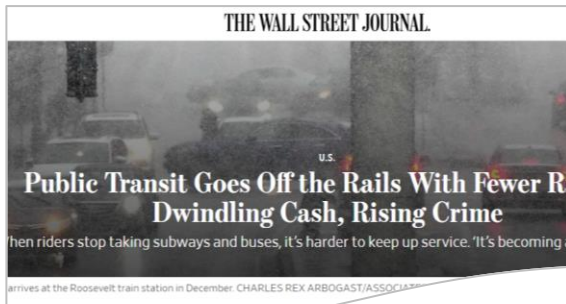 THE WALL STREET JOURNAL.
U.S.
Public Transit Goes Off the Rails With Fewer R
Dwindling Cash, Rising Crime
hen riders stop taking subways and buses, it's harder to keep up service. 'It's becoming
arrives at the Roosevelt train station in December. CHARLES REX ARBOGAST/ASSOCIATE